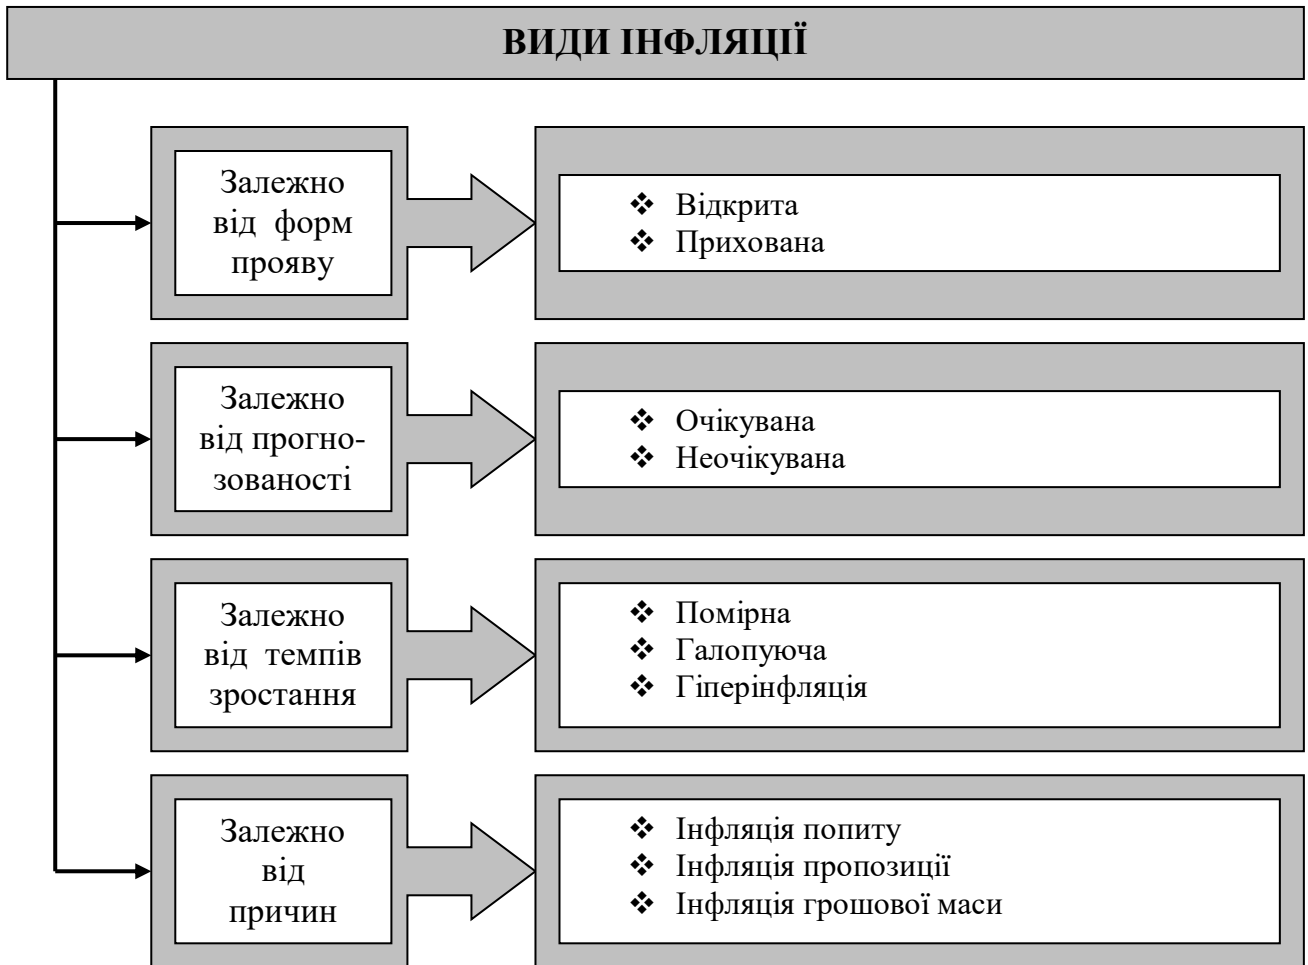 ВИДИ ІНФЛЯЦІЇ
Залежно
від форм
прояву
❖ Відкрита
❖ Прихована
Залежно
від прогно-
зованості
❖ Очікувана
❖ Неочікувана
Залежно
від темпів
зростання
❖ Помірна
❖ Галопуюча
❖ Гіперінфляція
Залежно
від
причин
❖ Інфляція попиту
❖ Інфляція пропозиції
❖ Інфляція грошової маси